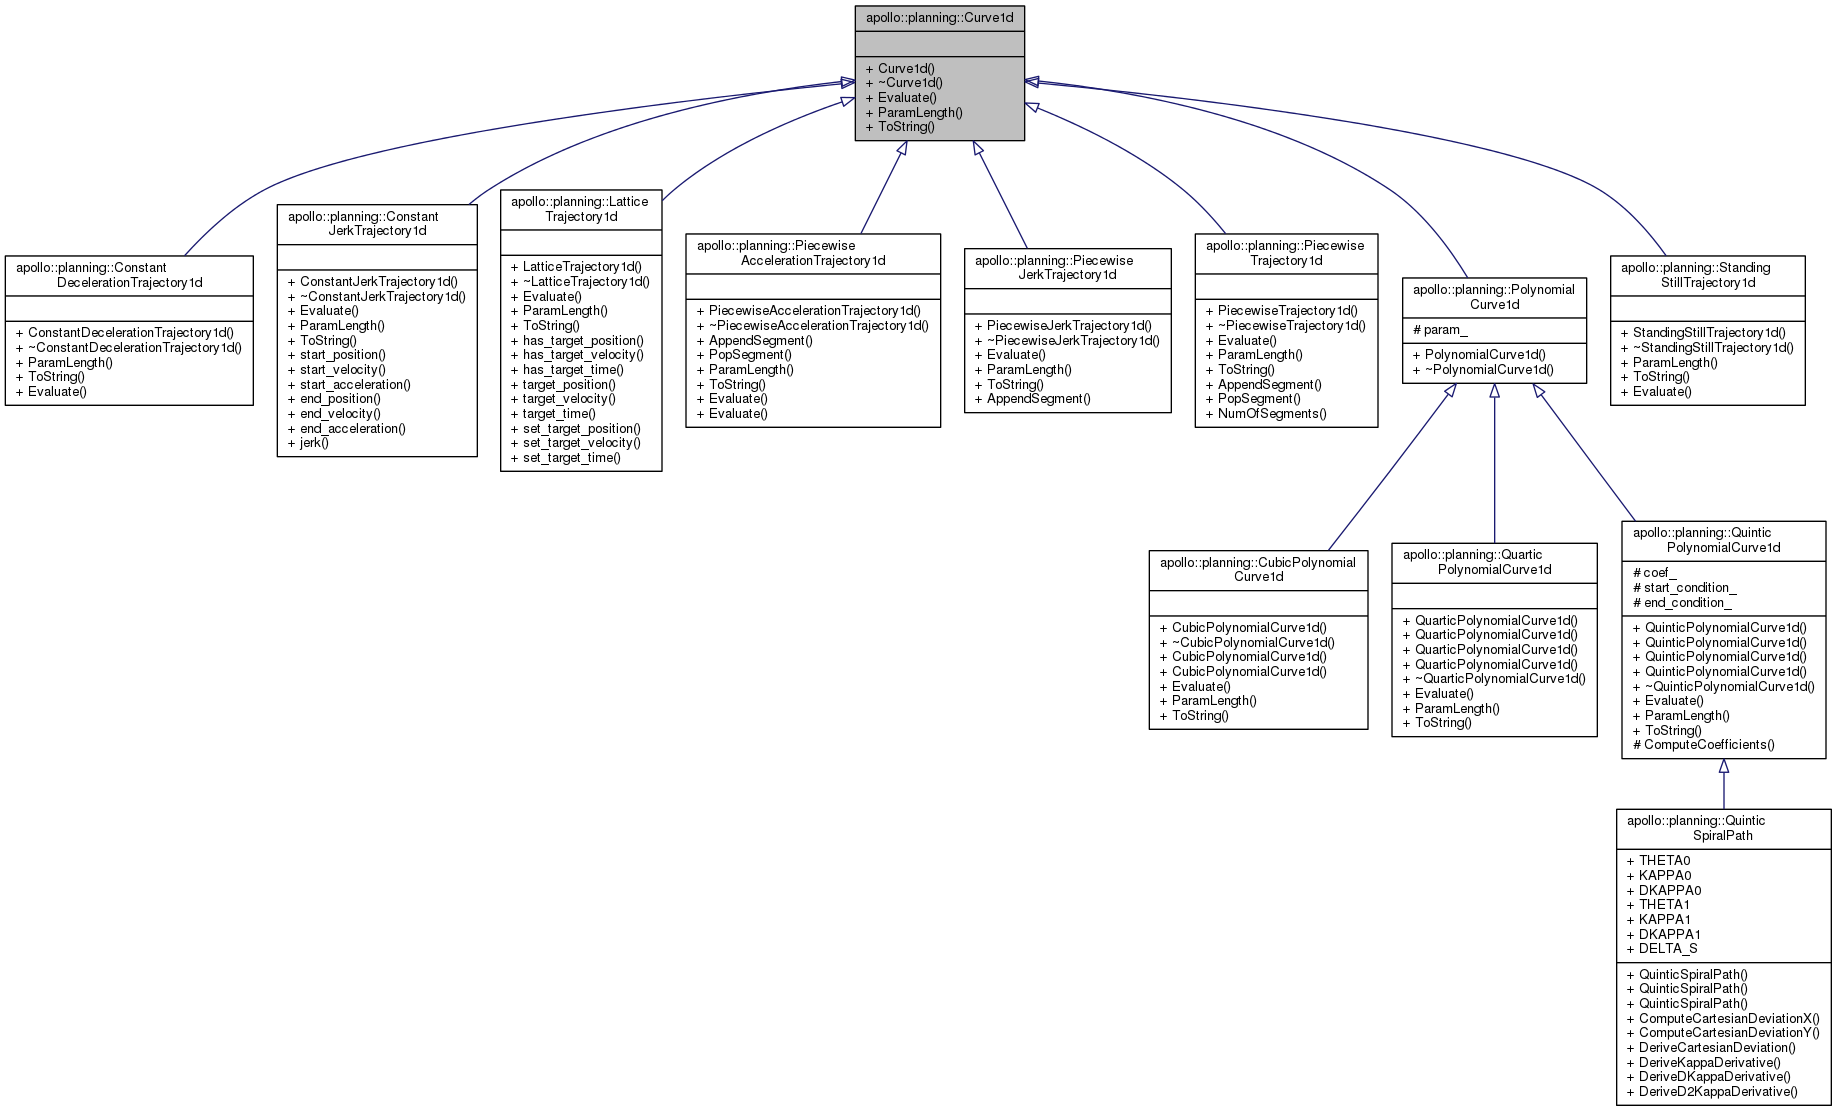 apollo::planning::Curve1d
+ Curve1d()
+ ~Curve1d()
+ Evaluate()
+ ParamLength()
+ ToString()
apollo::planning::Constant
DecelerationTrajectory1d
+ ConstantDecelerationTrajectory1d()
+ ~ConstantDecelerationTrajectory1d()
+ ParamLength()
+ ToString()
+ Evaluate()
apollo::planning::Constant
JerkTrajectory1d
+ ConstantJerkTrajectory1d()
+ ~ConstantJerkTrajectory1d()
+ Evaluate()
+ ParamLength()
+ ToString()
+ start_position()
+ start_velocity()
+ start_acceleration()
+ end_position()
+ end_velocity()
+ end_acceleration()
+ jerk()
apollo::planning::Lattice
Trajectory1d
+ LatticeTrajectory1d()
+ ~LatticeTrajectory1d()
+ Evaluate()
+ ParamLength()
+ ToString()
+ has_target_position()
+ has_target_velocity()
+ has_target_time()
+ target_position()
+ target_velocity()
+ target_time()
+ set_target_position()
+ set_target_velocity()
+ set_target_time()
apollo::planning::Piecewise
AccelerationTrajectory1d
+ PiecewiseAccelerationTrajectory1d()
+ ~PiecewiseAccelerationTrajectory1d()
+ AppendSegment()
+ PopSegment()
+ ParamLength()
+ ToString()
+ Evaluate()
+ Evaluate()
apollo::planning::Piecewise
JerkTrajectory1d
+ PiecewiseJerkTrajectory1d()
+ ~PiecewiseJerkTrajectory1d()
+ Evaluate()
+ ParamLength()
+ ToString()
+ AppendSegment()
apollo::planning::Piecewise
Trajectory1d
+ PiecewiseTrajectory1d()
+ ~PiecewiseTrajectory1d()
+ Evaluate()
+ ParamLength()
+ ToString()
+ AppendSegment()
+ PopSegment()
+ NumOfSegments()
apollo::planning::Polynomial
Curve1d
# param_
+ PolynomialCurve1d()
+ ~PolynomialCurve1d()
apollo::planning::Standing
StillTrajectory1d
+ StandingStillTrajectory1d()
+ ~StandingStillTrajectory1d()
+ ParamLength()
+ ToString()
+ Evaluate()
apollo::planning::CubicPolynomial
Curve1d
+ CubicPolynomialCurve1d()
+ ~CubicPolynomialCurve1d()
+ CubicPolynomialCurve1d()
+ CubicPolynomialCurve1d()
+ Evaluate()
+ ParamLength()
+ ToString()
apollo::planning::Quartic
PolynomialCurve1d
+ QuarticPolynomialCurve1d()
+ QuarticPolynomialCurve1d()
+ QuarticPolynomialCurve1d()
+ QuarticPolynomialCurve1d()
+ ~QuarticPolynomialCurve1d()
+ Evaluate()
+ ParamLength()
+ ToString()
apollo::planning::Quintic
PolynomialCurve1d
# coef_
# start_condition_
# end_condition_
+ QuinticPolynomialCurve1d()
+ QuinticPolynomialCurve1d()
+ QuinticPolynomialCurve1d()
+ QuinticPolynomialCurve1d()
+ ~QuinticPolynomialCurve1d()
+ Evaluate()
+ ParamLength()
+ ToString()
# ComputeCoefficients()
apollo::planning::Quintic
SpiralPath
+ THETA0
+ KAPPA0
+ DKAPPA0
+ THETA1
+ KAPPA1
+ DKAPPA1
+ DELTA_S
+ QuinticSpiralPath()
+ QuinticSpiralPath()
+ QuinticSpiralPath()
+ ComputeCartesianDeviationX()
+ ComputeCartesianDeviationY()
+ DeriveCartesianDeviation()
+ DeriveKappaDerivative()
+ DeriveDKappaDerivative()
+ DeriveD2KappaDerivative()